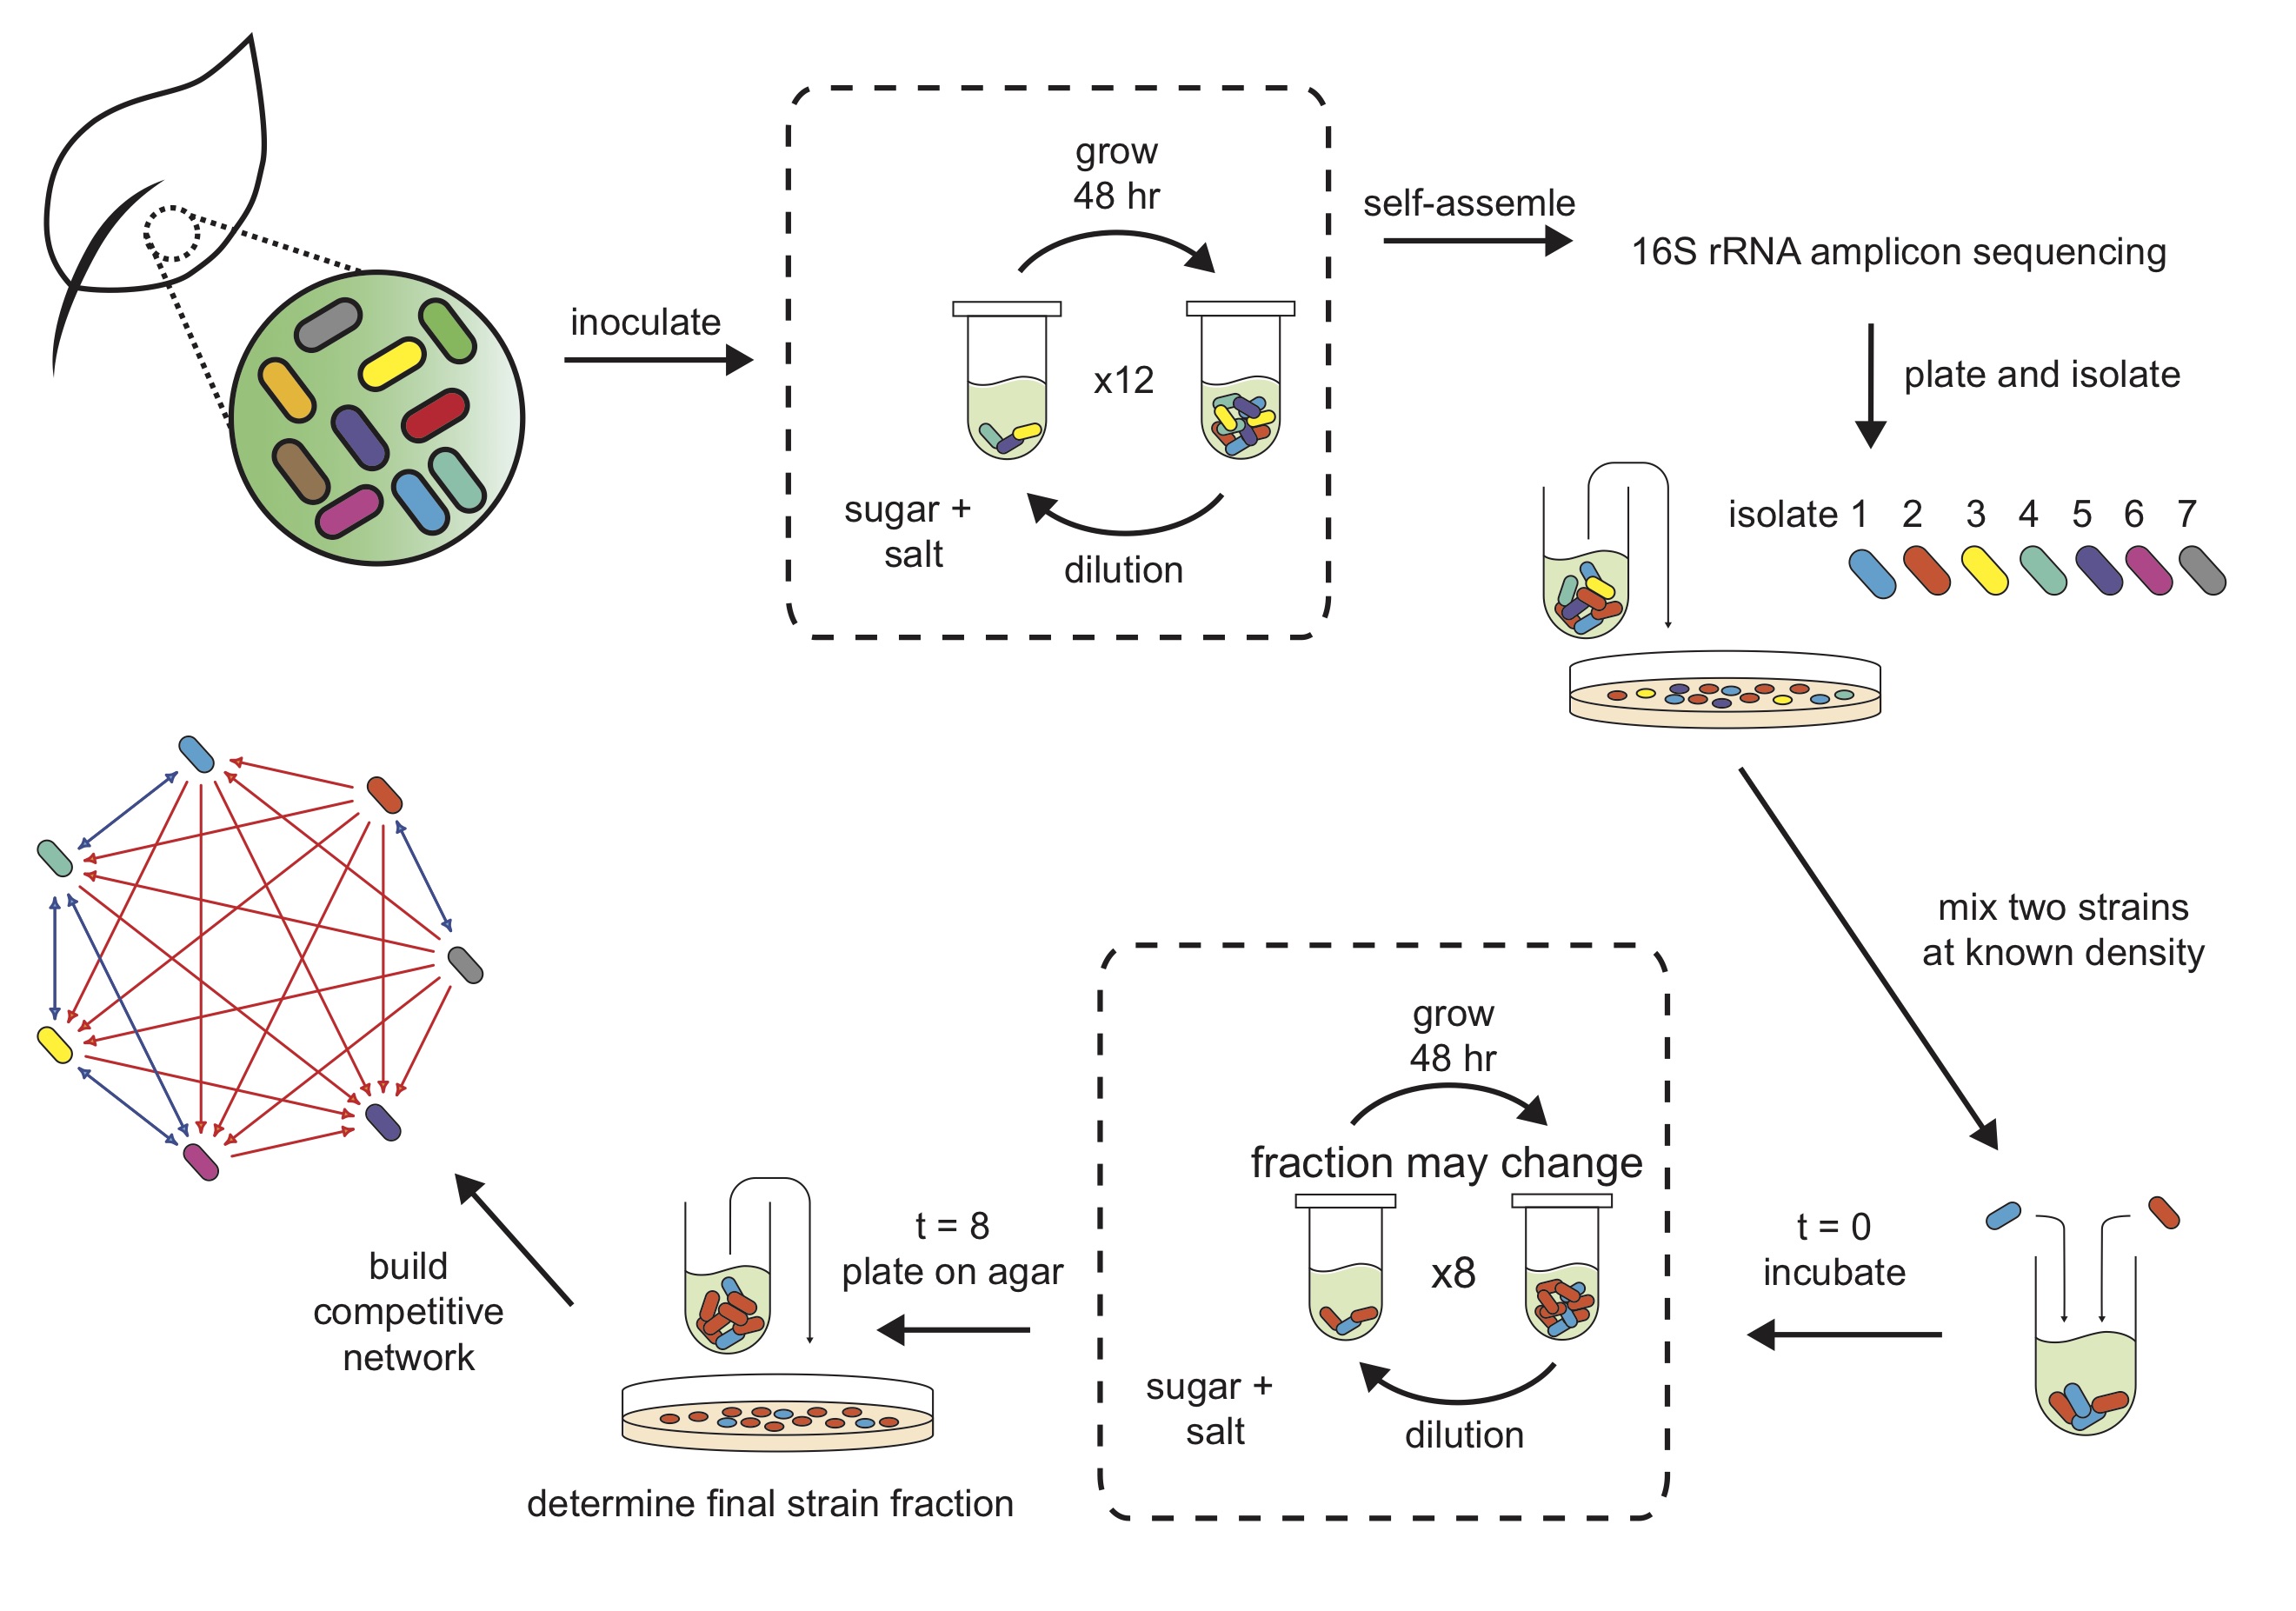 grow
48 hr
x12
inoculate
sugar +
salt
dilution
self-assemle
16S rRNA amplicon sequencing
plate and isolate
isolate 1 2 3 4 5 6 7
mix two strains
at known density
t = 0
incubate
grow
48 hr
fraction may change
x8
sugar +
salt
dilution
t = 8
plate on agar
determine final strain fraction
build
competitive
network